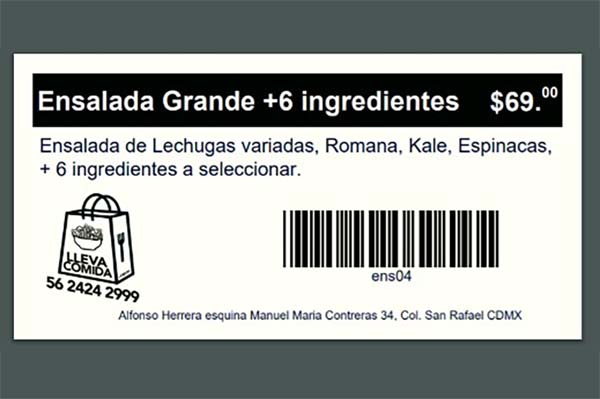 Ensalada Grande +6 ingredientes $69.00
Ensalada de Lechugas variadas, Romana, Kale, Espinacas,
+ 6 ingredientes a seleccionar.
LLEVA
COMIDA
56 2424 2999
ens04
Alfonso Herrera esquina Manuel Maria Contreras 34, Col. San Rafael CDMX